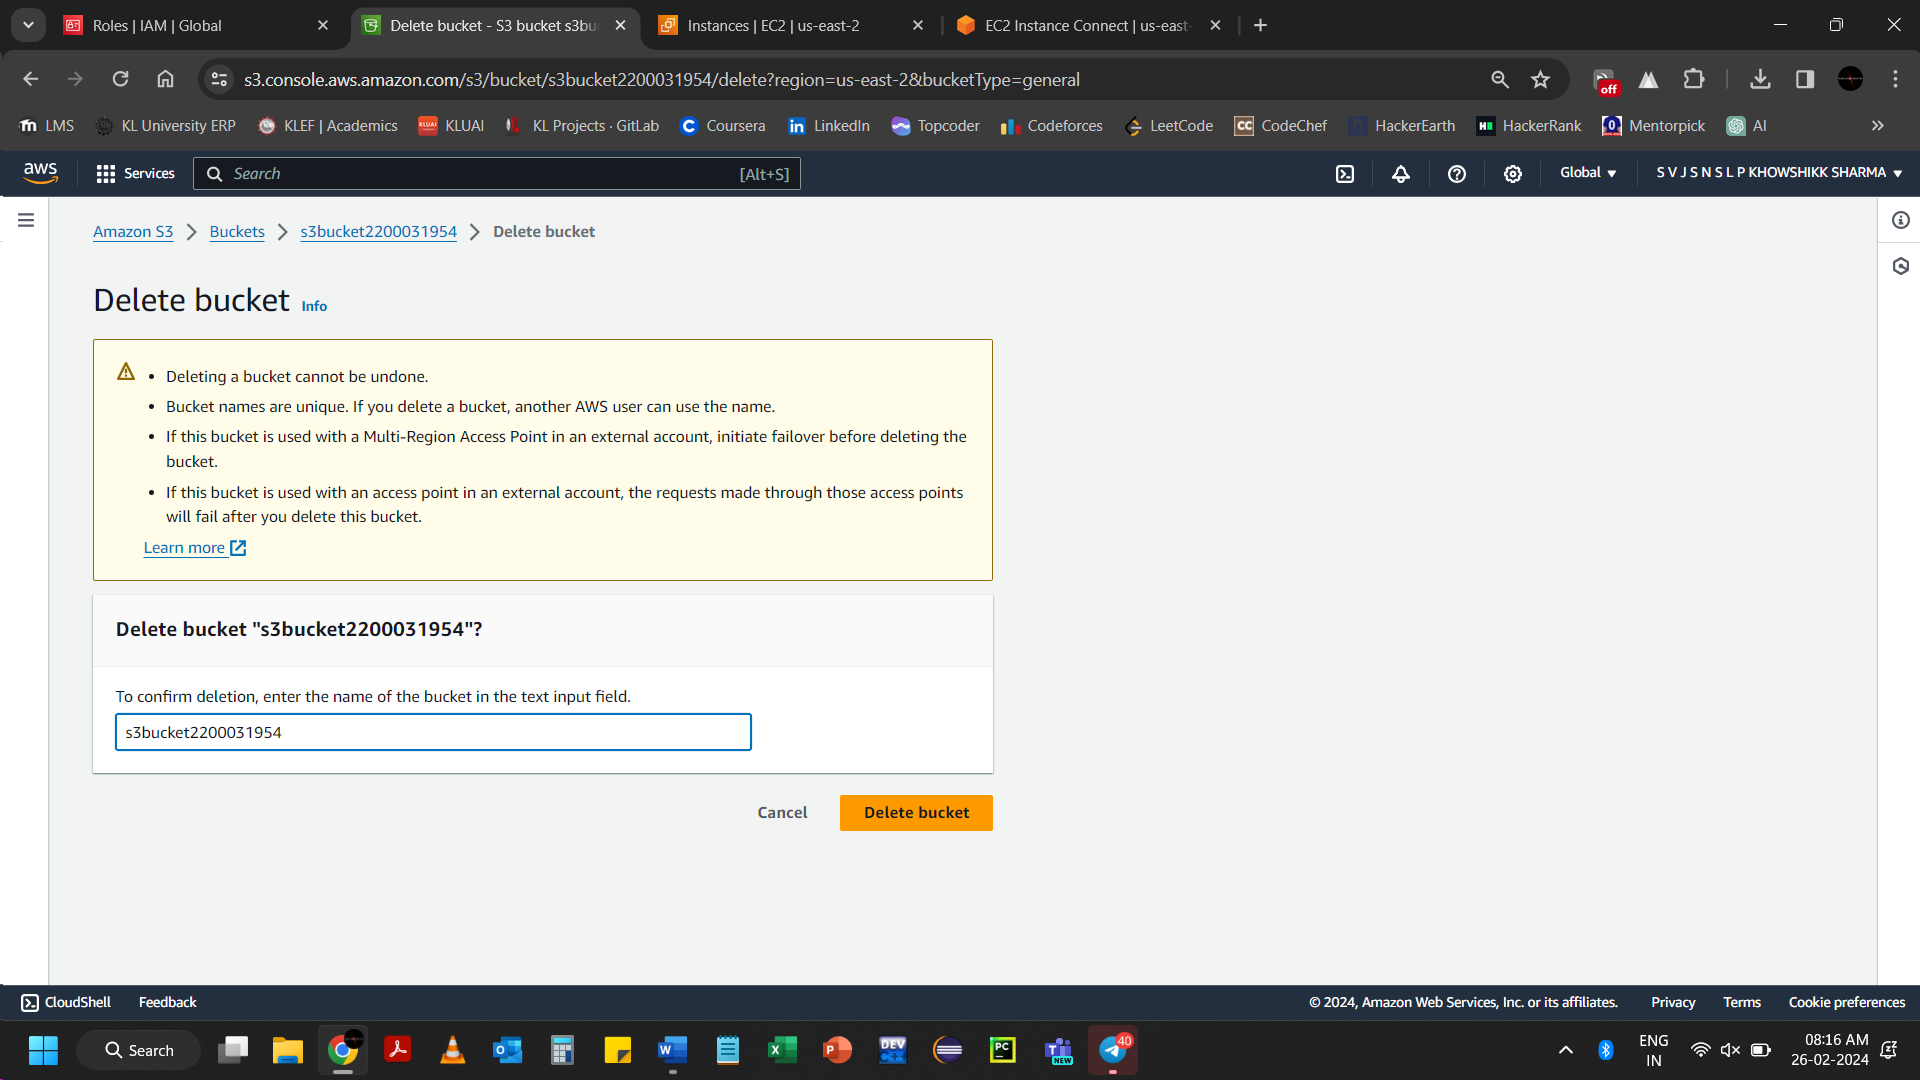 Roles | IAM | Global
Delete bucket - S3 bucket s3bu
Instances | EC2 | us-east-2
EC2 Instance Connect | us-east-
s3.console.aws.amazon.com/s3/bucket/s3bucket2200031954/delete?region=us-east-2&bucketType=general
off
LMS
KL University ERP
KLEF | Academics
KLUAI
KL Projects · GitLab
Coursera
LinkedIn
Topcoder
Codeforces
LeetCode
CodeChef
HackerEarth
HackerRank
Mentorpick
AI
aws
Services
Search
[Alt+S]
Global
S V J S N S L P KHOWSHIKK SHARMA
Amazon S3
Buckets
s3bucket2200031954
Delete bucket
Delete bucket
Info
• Deleting a bucket cannot be undone.
• Bucket names are unique. If you delete a bucket, another AWS user can use the name.
• If this bucket is used with a Multi-Region Access Point in an external account, initiate failover before deleting the
bucket.
• If this bucket is used with an access point in an external account, the requests made through those access points
will fail after you delete this bucket.
Learn more
Delete bucket "s3bucket2200031954"?
To confirm deletion, enter the name of the bucket in the text input field.
s3bucket2200031954
Cancel
Delete bucket
CloudShell
Feedback
© 2024, Amazon Web Services, Inc. or its affiliates.
Privacy
Terms
Cookie preferences
Search
DEV
PC
NEW
40
ENG
IN
08:16 AM
26-02-2024